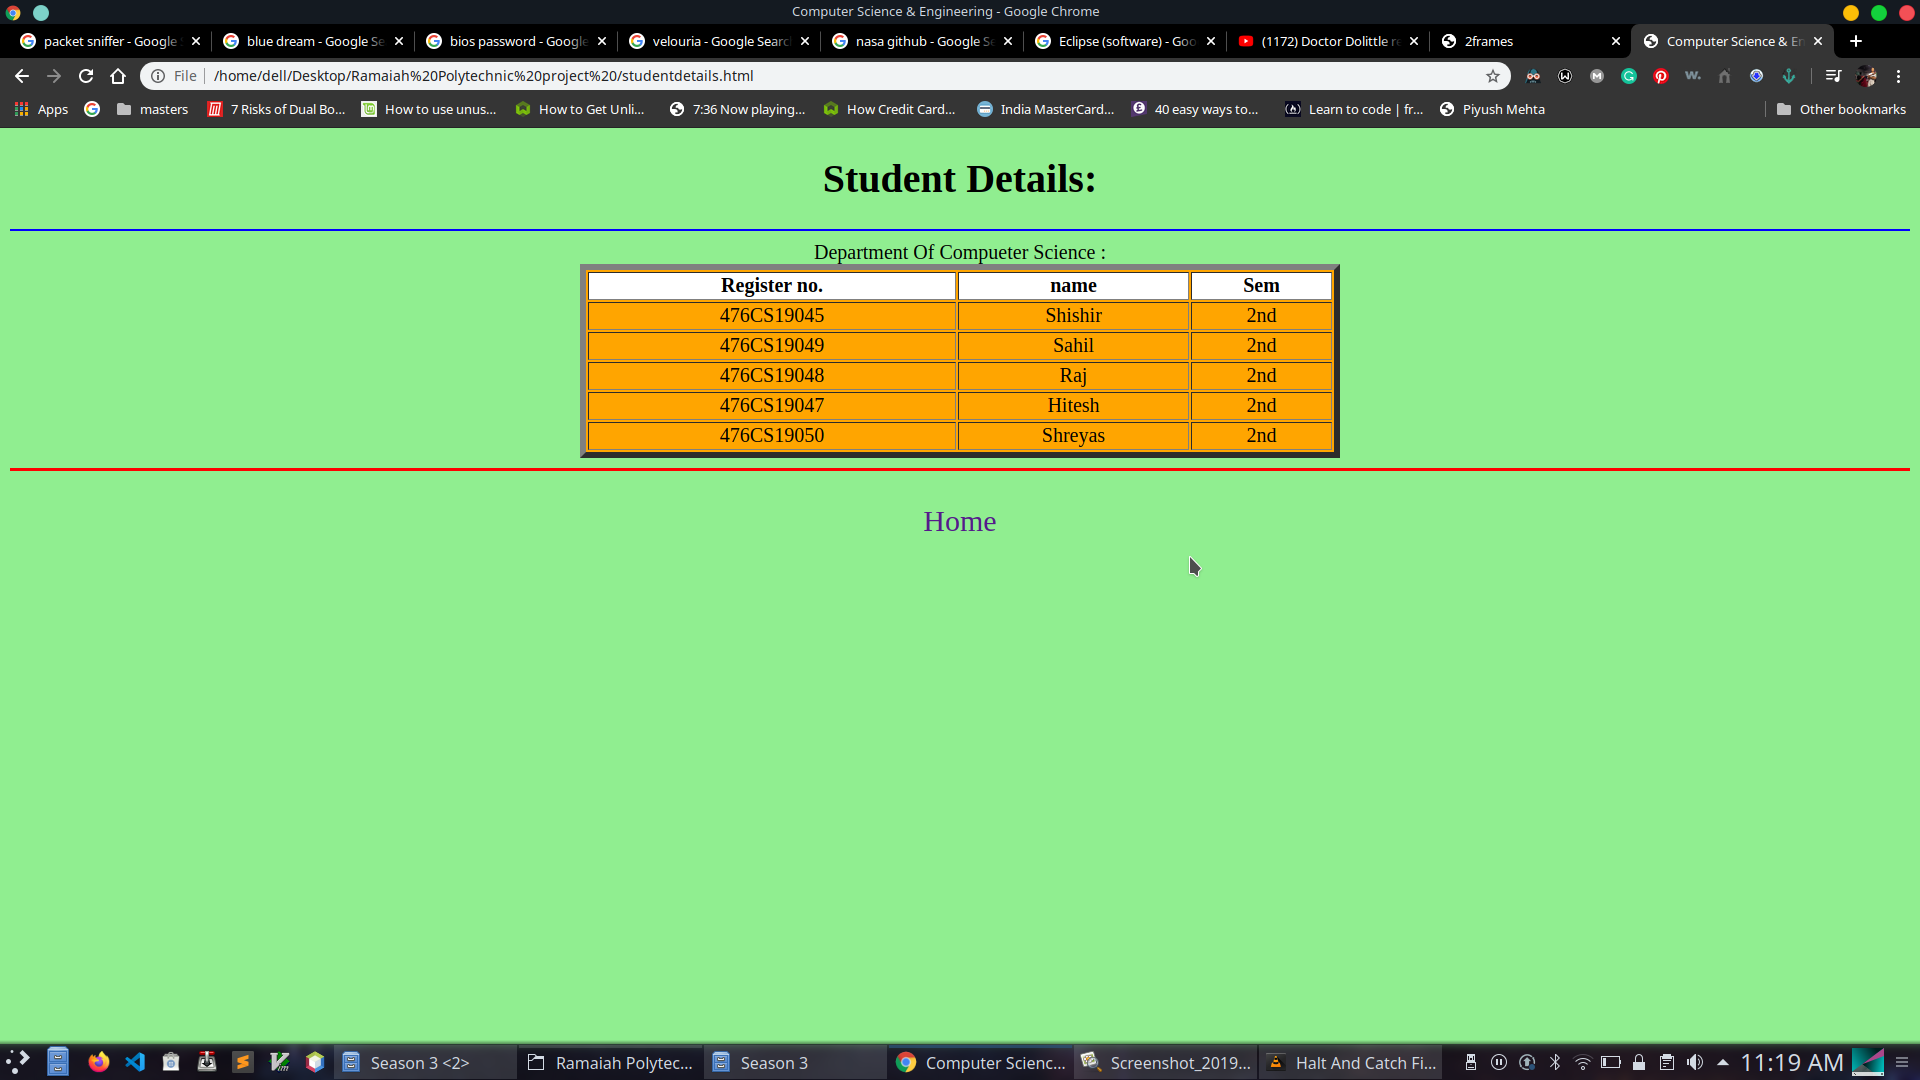 Computer Science & Engineering - Google Chrome
packet sniffer - Google
blue dream - Google Se
bios password - Google
velouria - Google Searc
nasa github - Google S
Eclipse (software) - Goo
(1172) Doctor Dolittle re
2frames
Computer Science & En
File
/home/dell/Desktop/Ramaiah%20Polytechnic%20project%20/studentdetails.html
Apps
masters
7 Risks of Dual Bo...
How to use unus...
How to Get Unli...
7:36 Now playing...
How Credit Card...
India MasterCard...
40 easy ways to...
Learn to code | fr...
Piyush Mehta
Other bookmarks
Student Details:
Department Of Compueter Science :
Register no. name Sem
476CS19045 Shishir 2nd
476CS19049 Sahil 2nd
476CS19048 Raj 2nd
476CS19047 Hitesh 2nd
476CS19050 Shreyas 2nd
Home
Season 3 <2>
Ramaiah Polytec...
Season 3
Computer Scienc...
Screenshot_2019...
Halt And Catch Fi...
11:19 AM